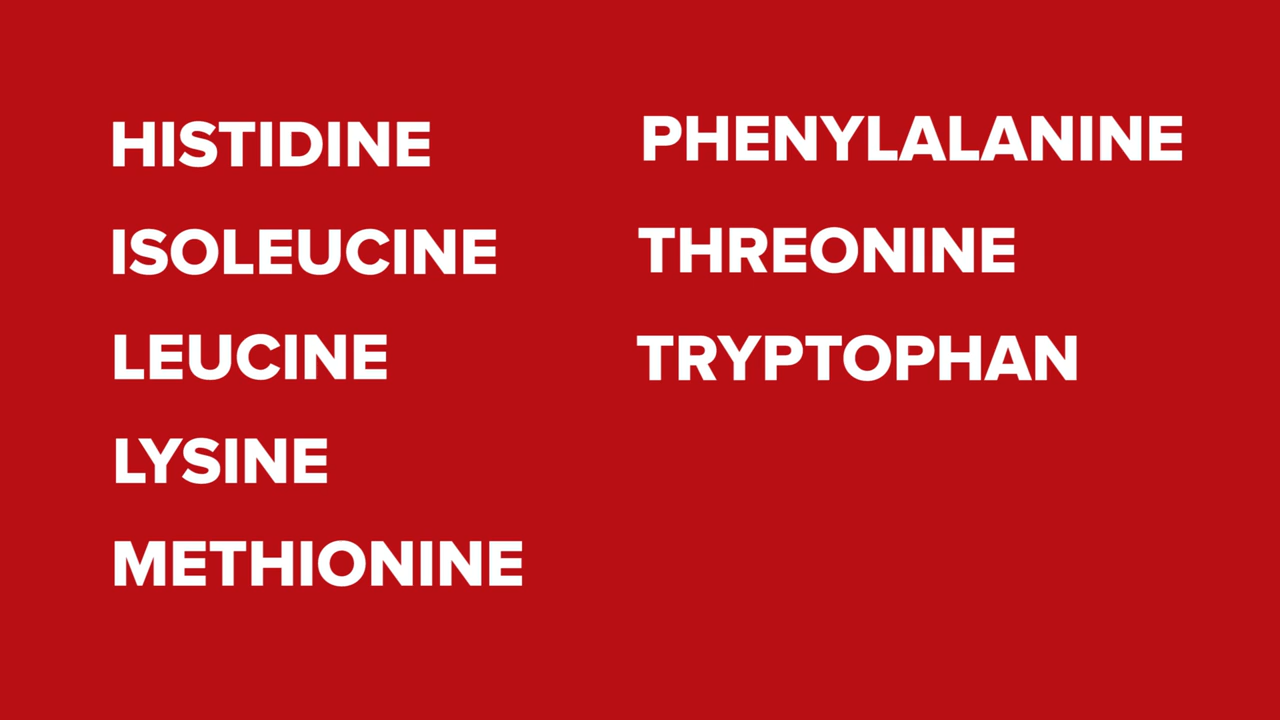 HISTIDINE
ISOLEUCINE
LEUCINE
LYSINE
METHIONINE
PHENYLALANINE
THREONINE
TRYPTOPHAN